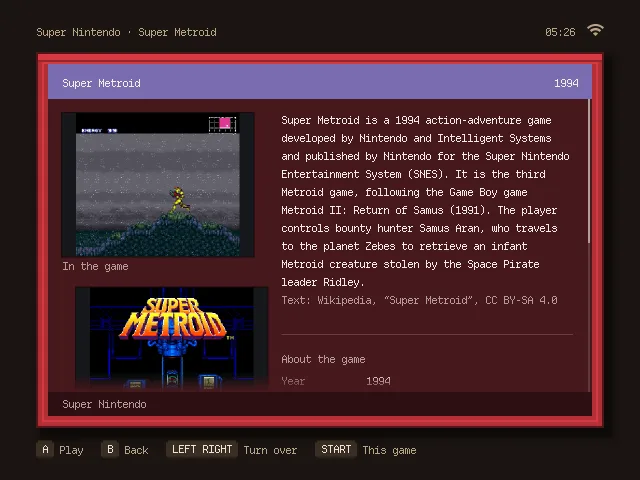 Super Nintendo · Super Metroid
05:26
Super Metroid
1994
ENERGY 99
In the game
SUPER
METROID
TM
Super Metroid is a 1994 action-adventure game
developed by Nintendo and Intelligent Systems
and published by Nintendo for the Super Nintendo
Entertainment System (SNES). It is the third
Metroid game, following the Game Boy game
Metroid II: Return of Samus (1991). The player
controls bounty hunter Samus Aran, who travels
to the planet Zebes to retrieve an infant
Metroid creature stolen by the Space Pirate
leader Ridley.
Text: Wikipedia, “Super Metroid”, CC BY-SA 4.0
About the game
Year 1994
Super Nintendo
A Play B Back LEFT RIGHT Turn over START This game